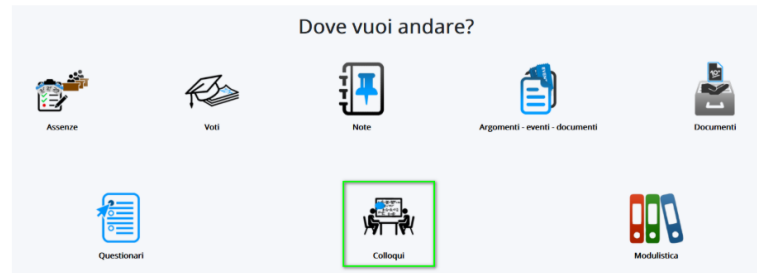 Dove vuoi andare?
Assenze
Voti
Note
Argomenti - eventi - documenti
Documenti
Questionari
Colloqui
Modulistica